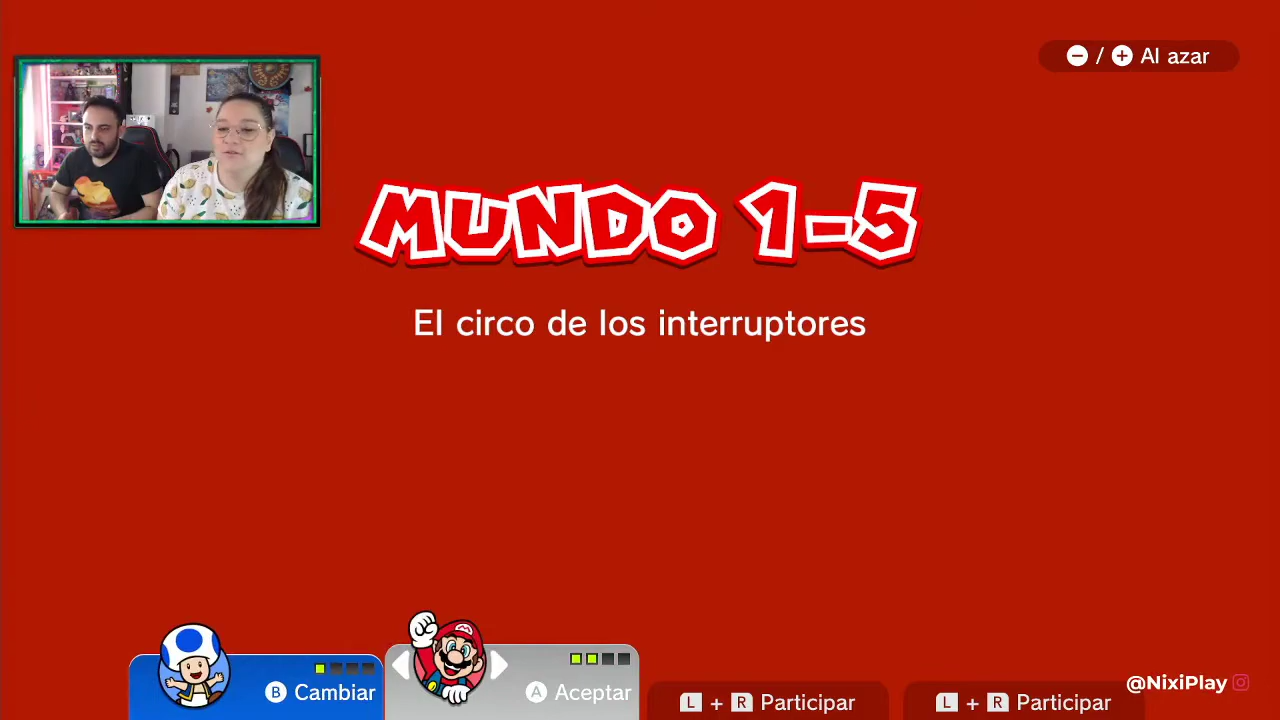 - / + Al azar
MUNDO 1-5
El circo de los interruptores
B Cambiar
A Aceptar
L + R Participar
L + R Participar
@NixiPlay